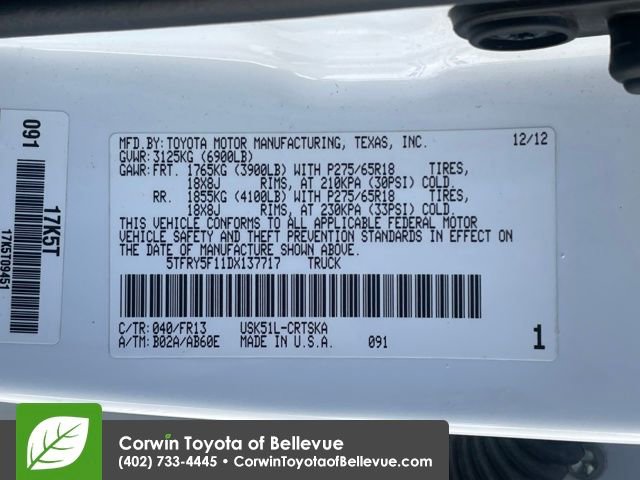 MFD.BY: TOYOTA MOTOR MANUFACTURING, TEXAS, INC. 12/12
GVWR: 3125KG (6900LB)
GAWR: FRT. 1765KG (3900LB) WITH P275/65R18 TIRES,
18X8J RIMS, AT 210KPA (30PSI) COLD.
RR. 1855KG (4100LB) WITH P275/65R18 TIRES,
18X8J RIMS, AT 230KPA (33PSI) COLD.
THIS VEHICLE CONFORMS TO ALL APPLICABLE FEDERAL MOTOR
VEHICLE SAFETY AND THEFT PREVENTION STANDARDS IN EFFECT ON
THE DATE OF MANUFACTURE SHOWN ABOVE.
5TFRY5F11DX137717 TRUCK
C/TR: 040/FR13 USK51L-CRTSKA
A/TM: B02A/AB60E MADE IN U.S.A. 091 1
091
17K5T
17K5T09451
Corwin Toyota of Bellevue
(402) 733-4445 • CorwinToyotaofBellevue.com